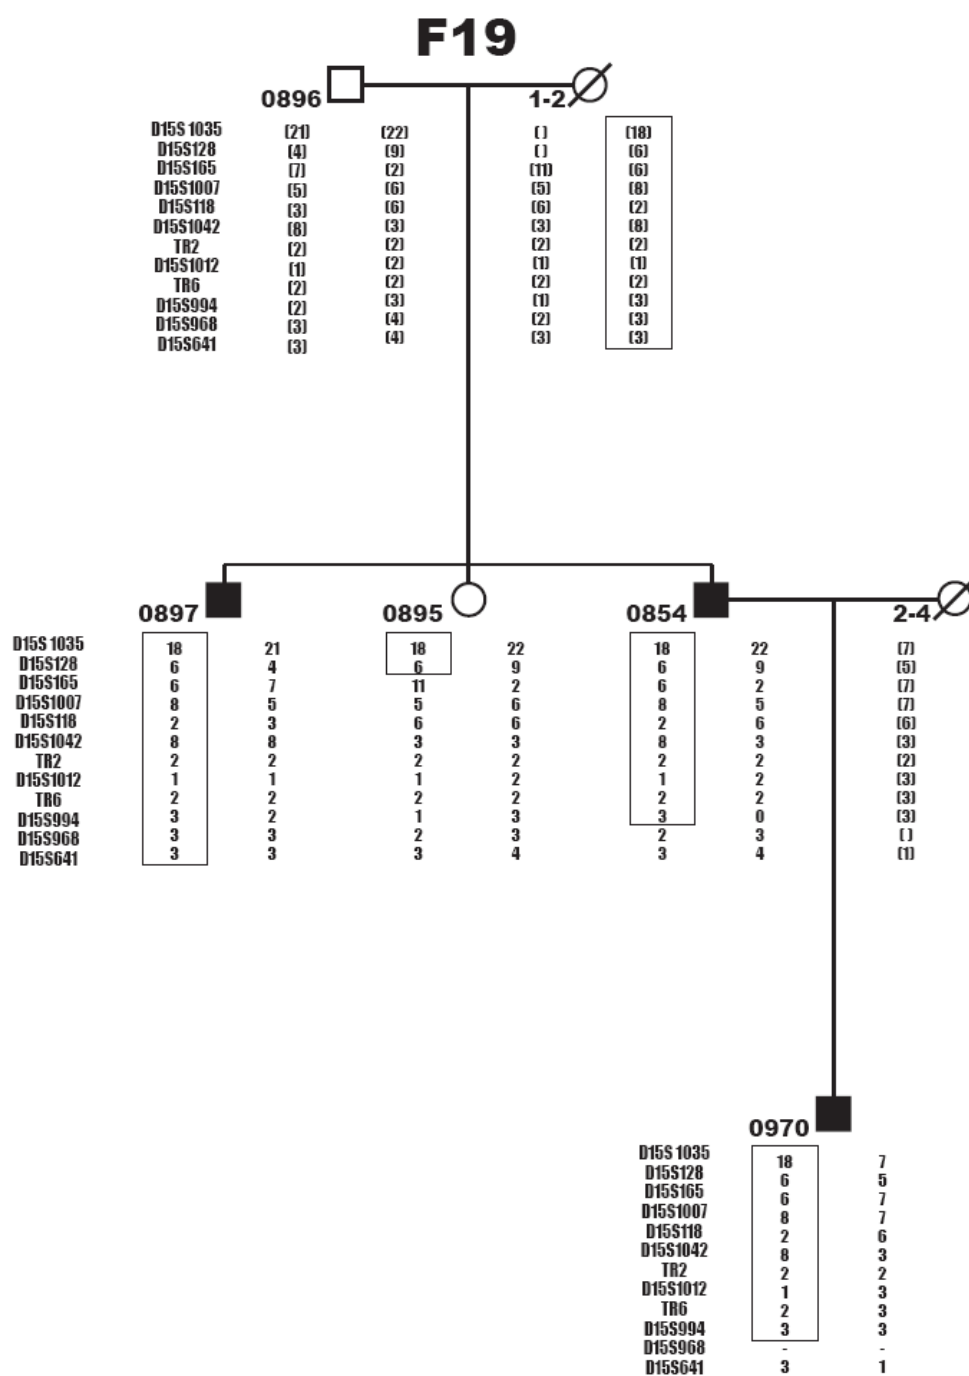 F19
0896 1-2
D15S 1035 (21) (22) ( ) (18)
D15S128 (4) (9) ( ) (6)
D15S165 (7) (2) (11) (6)
D15S1007 (5) (6) (5) (8)
D15S118 (3) (6) (6) (2)
D15S1042 (8) (3) (3) (8)
TR2 (2) (2) (2) (2)
D15S1012 (1) (2) (1) (1)
TR6 (2) (2) (2) (2)
D15S994 (2) (3) (1) (3)
D15S968 (3) (4) (2) (3)
D15S641 (3) (4) (3) (3)
0897 0895 0854 2-4
D15S 1035 18 21 18 22 18 22 (7)
D15S128 6 4 6 9 6 9 (5)
D15S165 6 7 11 2 6 2 (7)
D15S1007 8 5 5 6 8 5 (7)
D15S118 2 3 6 6 2 6 (6)
D15S1042 8 8 3 3 8 3 (3)
TR2 2 2 2 2 2 2 (2)
D15S1012 1 1 1 2 1 2 (3)
TR6 2 2 2 2 2 2 (3)
D15S994 3 2 1 3 3 0 (3)
D15S968 3 3 2 3 2 3 ( )
D15S641 3 3 3 4 3 4 (1)
0970
D15S 1035 18 7
D15S128 6 5
D15S165 6 7
D15S1007 8 7
D15S118 2 6
D15S1042 8 3
TR2 2 2
D15S1012 1 3
TR6 2 3
D15S994 3 3
D15S968 - -
D15S641 3 1